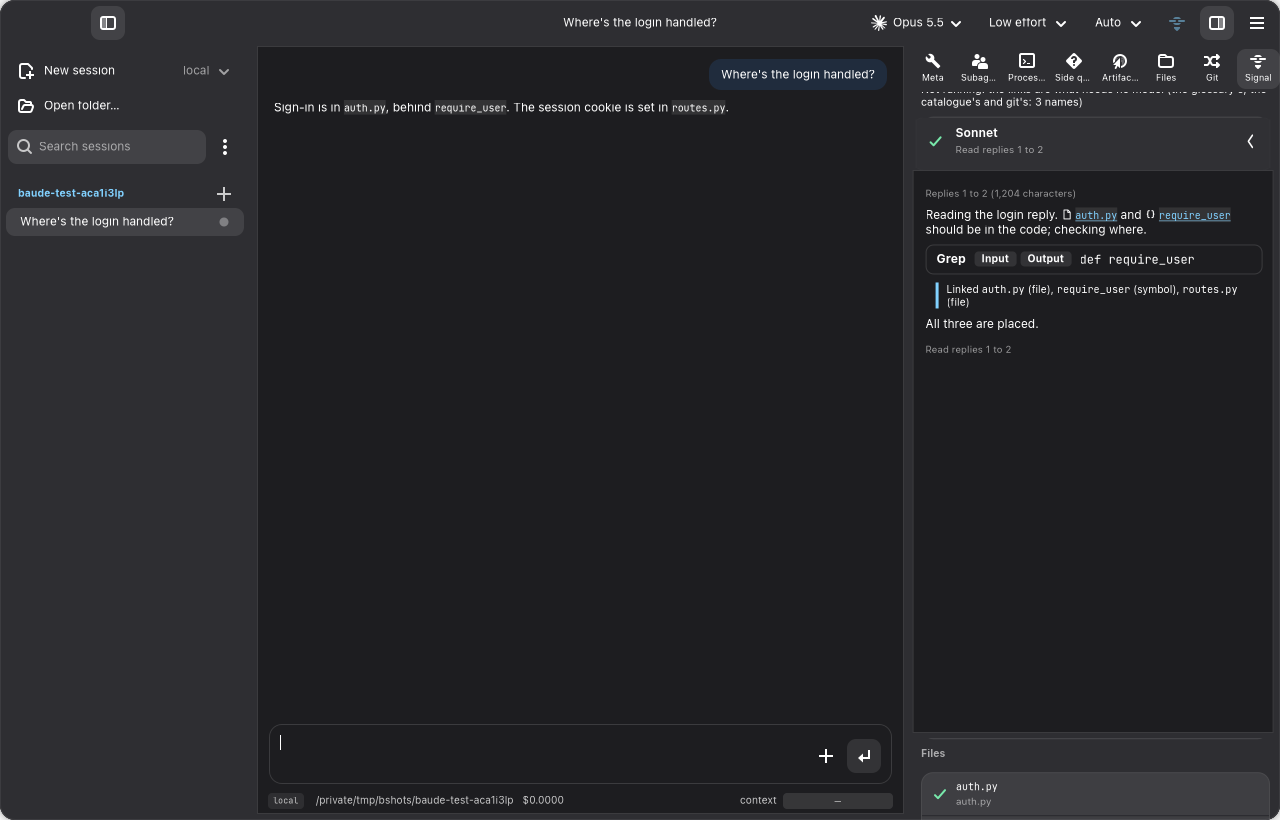 Where's the login handled?
Opus 5.5
Low effort
Auto
New session
local
Open folder...
Search sessions
baude-test-aca1i3lp
Where's the login handled?
Where's the login handled?
Sign-in is in auth.py, behind require_user. The session cookie is set in routes.py.
local
/private/tmp/bshots/baude-test-aca1i3lp
$0.0000
context
–
Meta
Subag...
Proces...
Side q...
Artifac...
Files
Git
Signal
catalogue's and git's: 3 names)
Sonnet
Read replies 1 to 2
Replies 1 to 2 (1,204 characters)
Reading the login reply. auth.py and {} require_user
should be in the code; checking where.
Grep Input Output def require_user
Linked auth.py (file), require_user (symbol), routes.py
(file)
All three are placed.
Read replies 1 to 2
Files
auth.py
auth.py